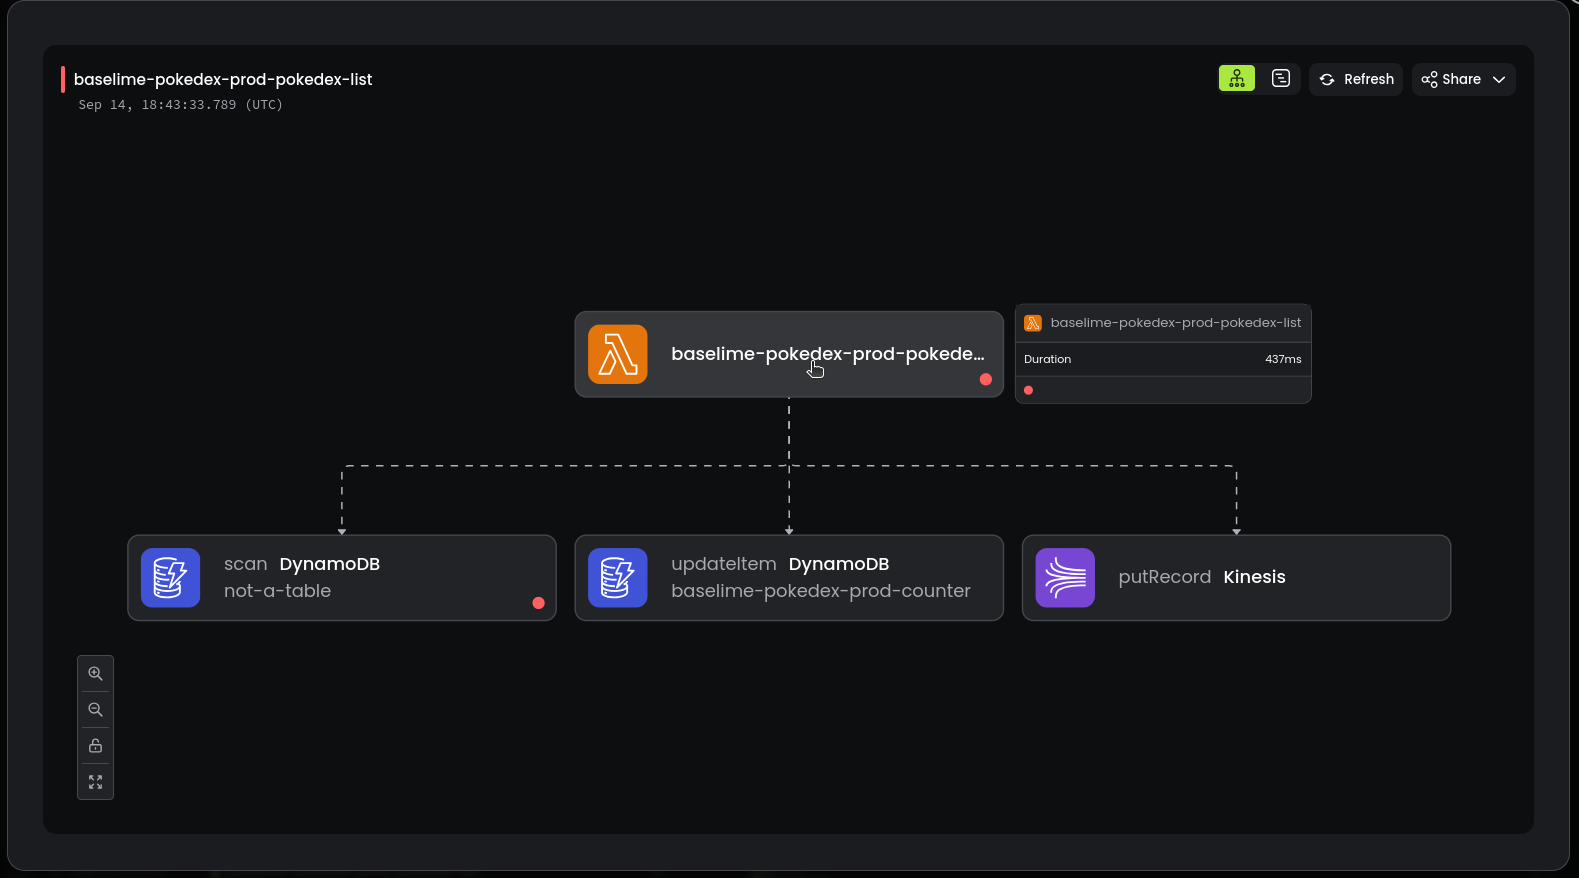 baselime-pokedex-prod-pokedex-list
Sep 14, 18:43:33.789 (UTC)
Refresh
Share
baselime-pokedex-prod-pokede...
baselime-pokedex-prod-pokedex-list
Duration 437ms
scan DynamoDB
not-a-table
updateItem DynamoDB
baselime-pokedex-prod-counter
putRecord Kinesis